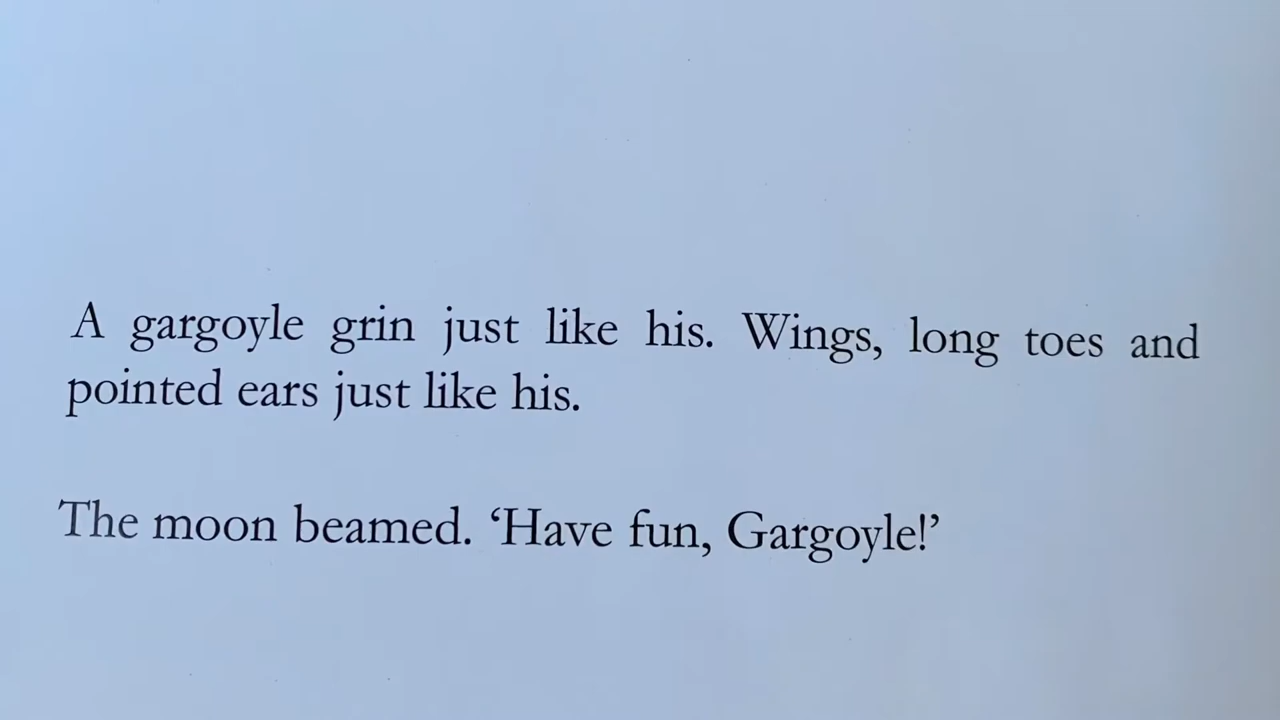 A gargoyle grin just like his. Wings, long toes and
pointed ears just like his.
The moon beamed. ‘Have fun, Gargoyle!’